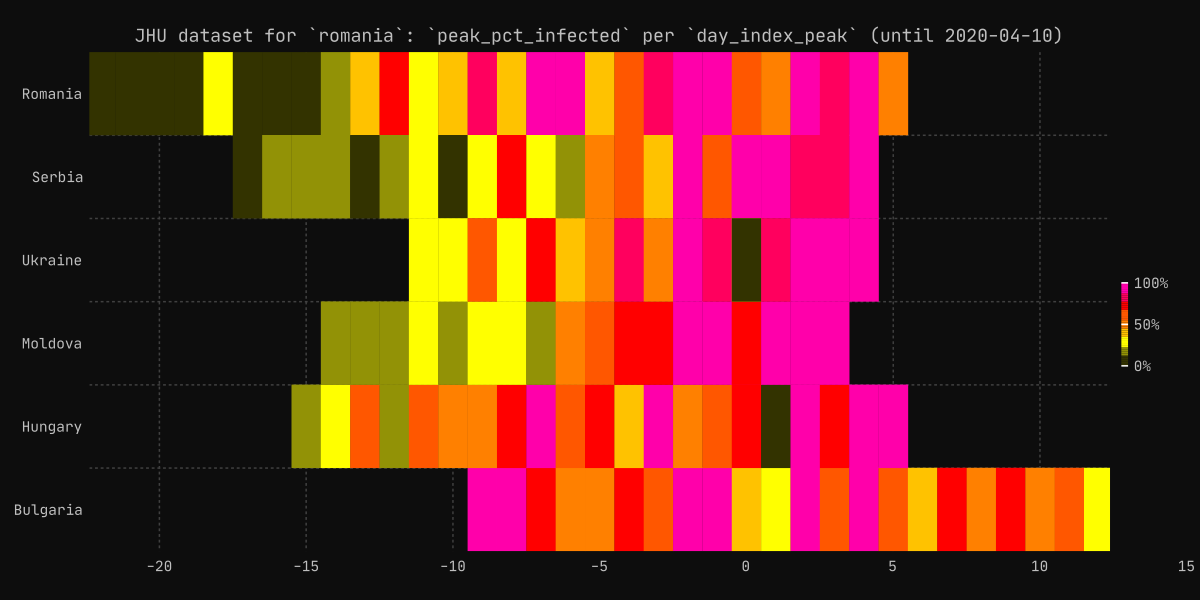 JHU dataset for `romania`: `peak_pct_infected` per `day_index_peak` (until 2020-04-10)
Romania
Serbia
Ukraine
Moldova
Hungary
Bulgaria
100%
50%
0%
-20 -15 -10 -5 0 5 10 15